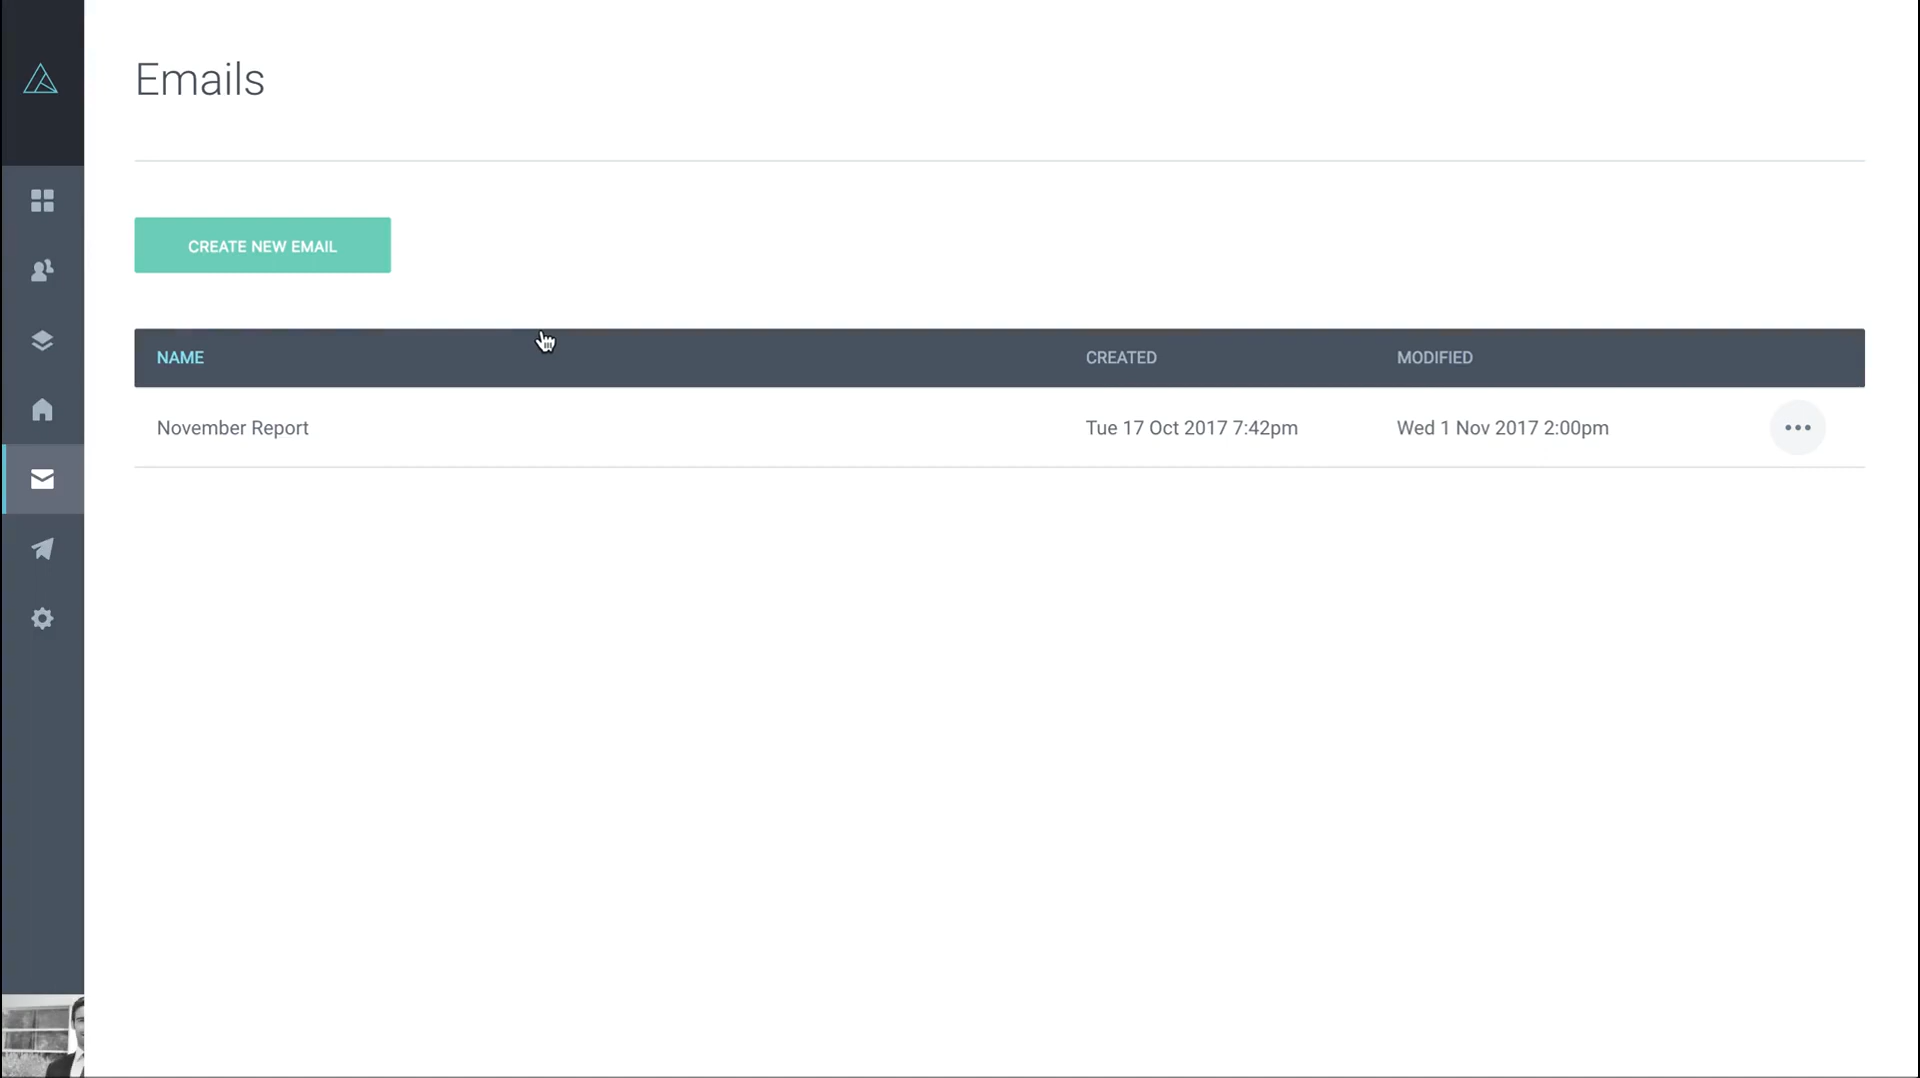 Emails
CREATE NEW EMAIL
NAME CREATED MODIFIED
November Report Tue 17 Oct 2017 7:42pm Wed 1 Nov 2017 2:00pm